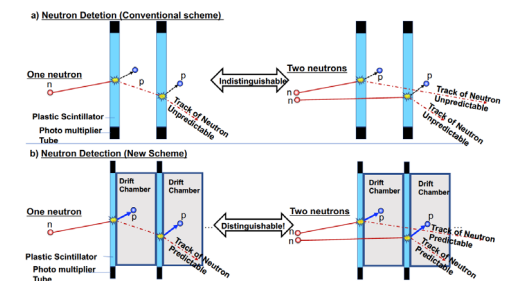 a) Neutron Detetion (Conventional scheme)
One neutron
n
p
p
Track of Neutron
Unpredictable
Plastic Scintillator
Photo multiplier
Tube
Indistinguishable
Two neutrons
n
n
p
p
Track of Neutron
Unpredictable
Track of Neutron
Unpredictable
b) Neutron Detection (New Scheme)
Drift
Chamber
Drift
Chamber
One neutron
n
p
p
Track of Neutron
Predictable
Plastic Scintillator
Photo multiplier
Tube
Distinguishable!
Drift
Chamber
Drift
Chamber
Two neutrons
n
n
p
p
Track of Neutron
Predictable
Track of Neutron
Predictable